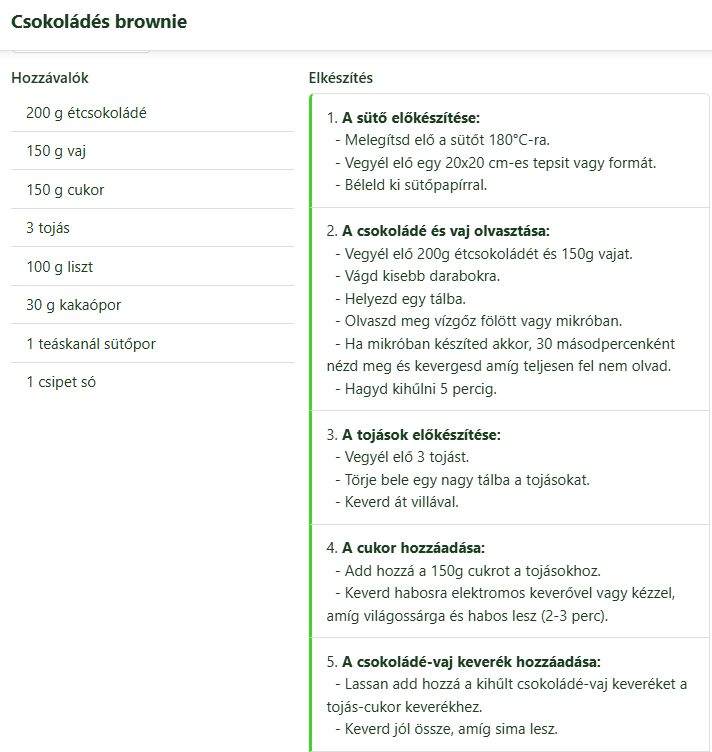 Csokoládés brownie
Hozzávalók
200 g étcsokoládé
150 g vaj
150 g cukor
3 tojás
100 g liszt
30 g kakaópor
1 teáskanál sütőpor
1 csipet só
Elkészítés
1. A sütő előkészítése:
- Melegítsd elő a sütőt 180°C-ra.
- Vegyél elő egy 20x20 cm-es tepsit vagy formát.
- Béleld ki sütőpapírral.
2. A csokoládé és vaj olvasztása:
- Vegyél elő 200g étcsokoládét és 150g vajat.
- Vágd kisebb darabokra.
- Helyezd egy tálba.
- Olvaszd meg vízgőz fölött vagy mikróban.
- Ha mikróban készíted akkor, 30 másodpercenként
nézd meg és kevergesd amíg teljesen fel nem olvad.
- Hagyd kihűlni 5 percig.
3. A tojások előkészítése:
- Vegyél elő 3 tojást.
- Törje bele egy nagy tálba a tojásokat.
- Keverd át villával.
4. A cukor hozzáadása:
- Add hozzá a 150g cukrot a tojásokhoz.
- Keverd habosra elektromos keverővel vagy kézzel,
amíg világossárga és habos lesz (2-3 perc).
5. A csokoládé-vaj keverék hozzáadása:
- Lassan add hozzá a kihűlt csokoládé-vaj keveréket a
tojás-cukor keverékhez.
- Keverd jól össze, amíg sima lesz.